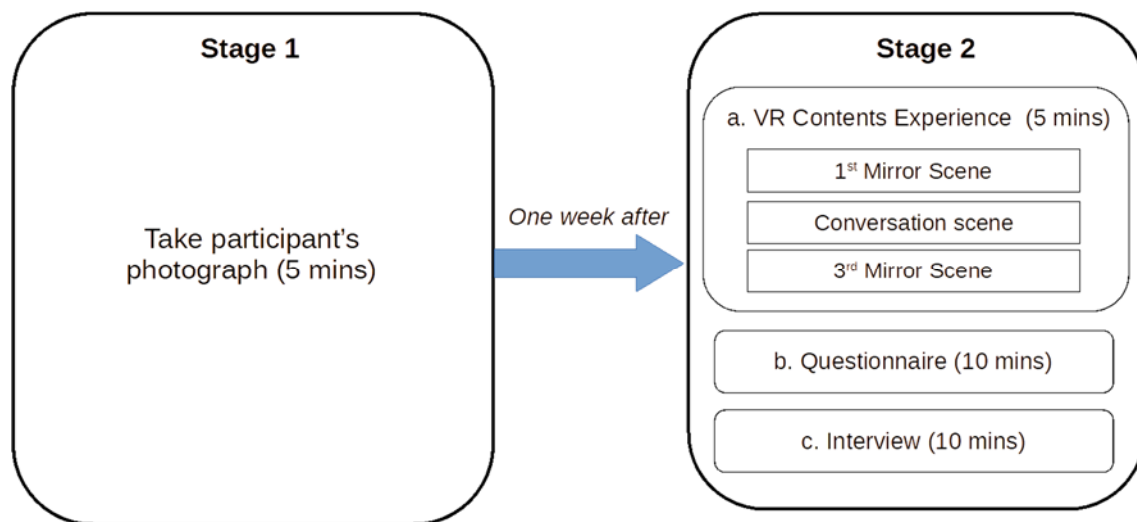 Stage 1
Take participant's
photograph (5 mins)
One week after
Stage 2
a. VR Contents Experience (5 mins)
1st Mirror Scene
Conversation scene
3rd Mirror Scene
b. Questionnaire (10 mins)
c. Interview (10 mins)